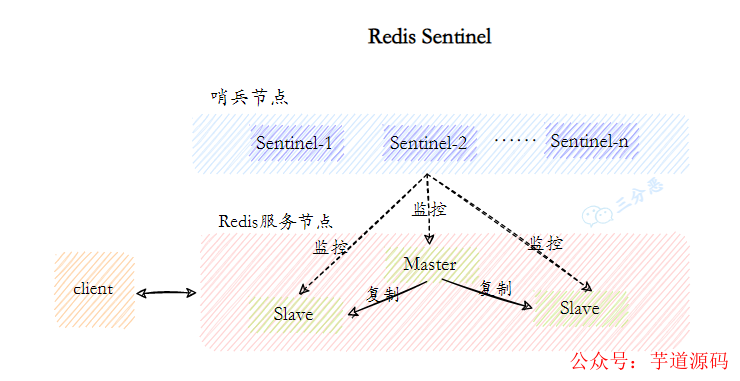 Redis Sentinel
哨兵节点
Sentinel-1 Sentinel-2 ...... Sentinel-n
三分恶
监控
Redis服务节点
监控 监控
Master
client
复制 复制
Slave Slave
公众号：芋道源码